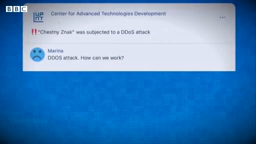 BBC
Center for Advanced Technologies Development
"Chestny Znak" was subjected to a DDoS attack
Marina
DDOS attack. How can we work?